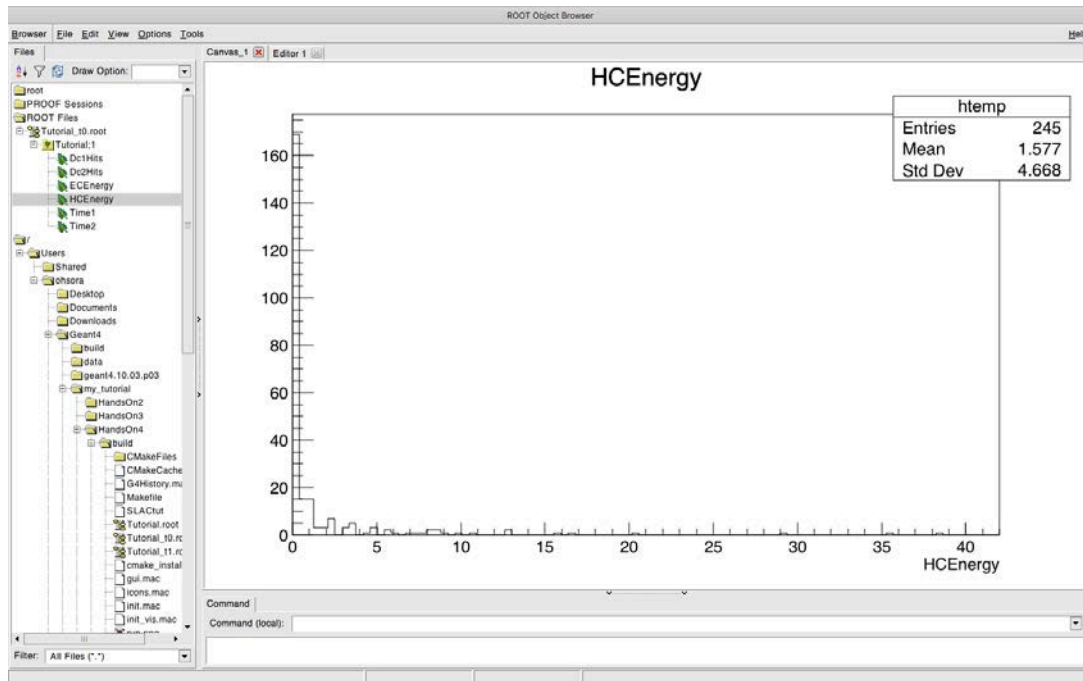 ROOT Object Browser
Browser File Edit View Options Tools
Files
Draw Option:
root
PROOF Sessions
ROOT Files
Tutorial_t0.root
Tutorial;1
Dc1Hits
Dc2Hits
ECEnergy
HCEnergy
Time1
Time2
/
Users
Shared
ohsora
Desktop
Documents
Downloads
Geant4
build
data
geant4.10.03.p03
my_tutorial
HandsOn2
HandsOn3
HandsOn4
build
CMakeFiles
CMakeCache
G4History.ma
Makefile
SLACtut
Tutorial.root
Tutorial_t0.rc
Tutorial_t1.rc
cmake_instal
gui.mac
icons.mac
init.mac
init_vis.mac
Filter: All Files (*.*)
Canvas_1 Editor 1
HCEnergy
htemp
Entries 245
Mean 1.577
Std Dev 4.668
160
140
120
100
80
60
40
20
0
0 5 10 15 20 25 30 35 40
HCEnergy
Command
Command (local):